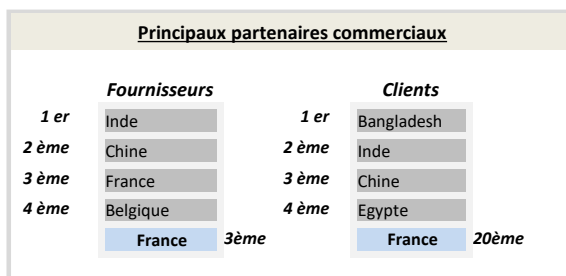 Principaux partenaires commerciaux
Fournisseurs Clients
1 er Inde 1 er Bangladesh
2 ème Chine 2 ème Inde
3 ème France 3 ème Chine
4 ème Belgique 4 ème Egypte
France 3ème France 20ème